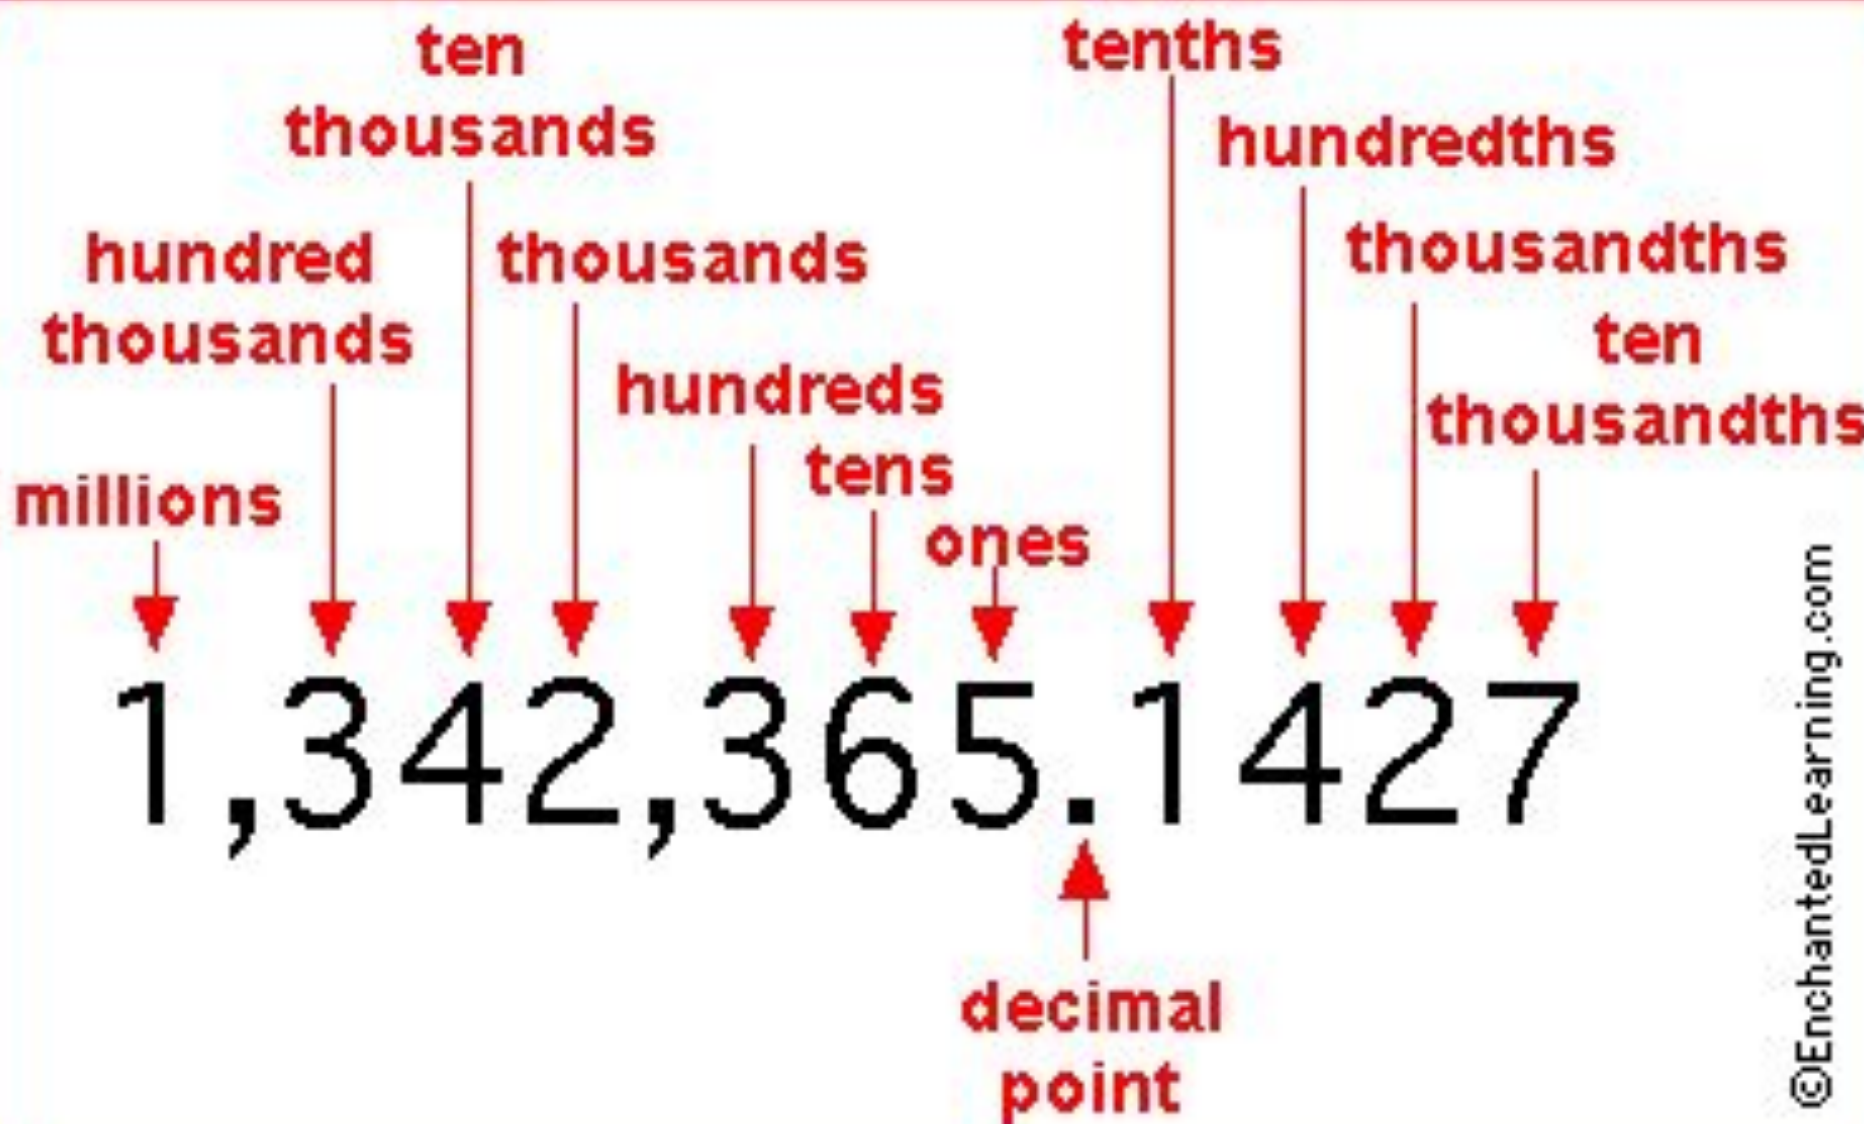 ten
thousands
tenths
hundredths
hundred
thousands
thousands
thousandths
ten
thousandths
hundreds
tens
millions
ones
1,342,365.1427
decimal
point
©EnchantedLearning.com